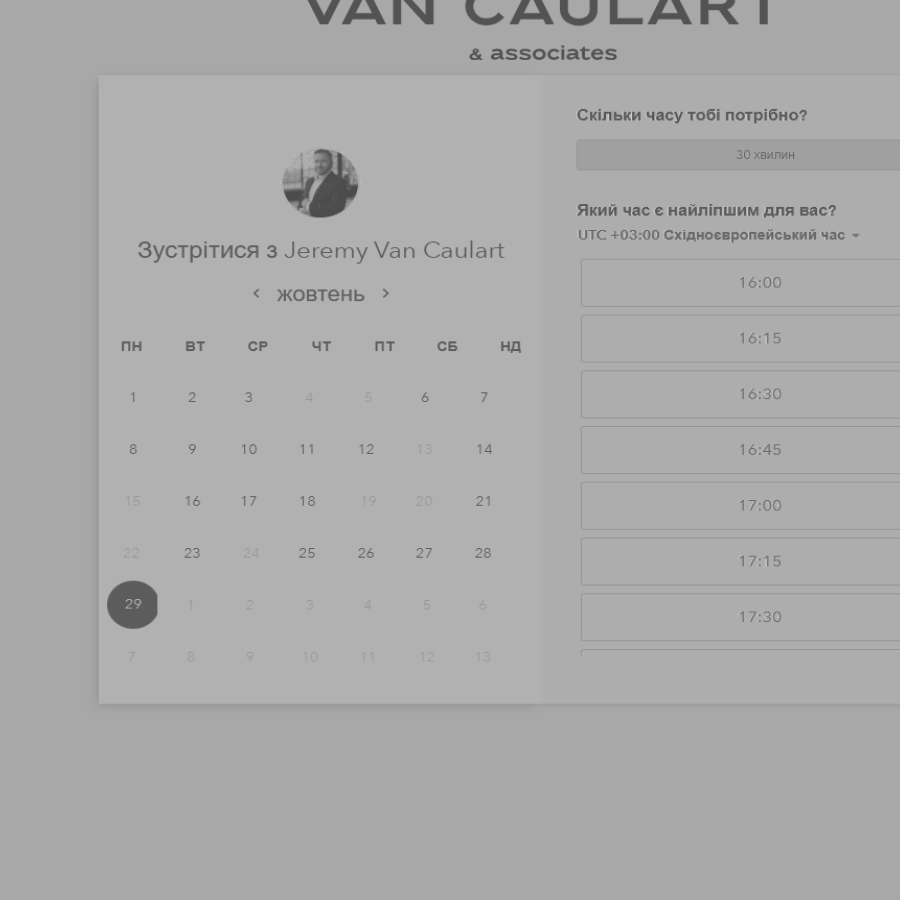 VAN CAULART
& associates
Зустрітися з Jeremy Van Caulart
жовтень
ПН ВТ СР ЧТ ПТ СБ НД
1 2 3 4 5 6 7
8 9 10 11 12 13 14
15 16 17 18 19 20 21
22 23 24 25 26 27 28
29 1 2 3 4 5 6
7 8 9 10 11 12 13
Скільки часу тобі потрібно?
30 хвилин
Який час є найліпшим для вас?
UTC +03:00 Східноєвропейський час
16:00
16:15
16:30
16:45
17:00
17:15
17:30